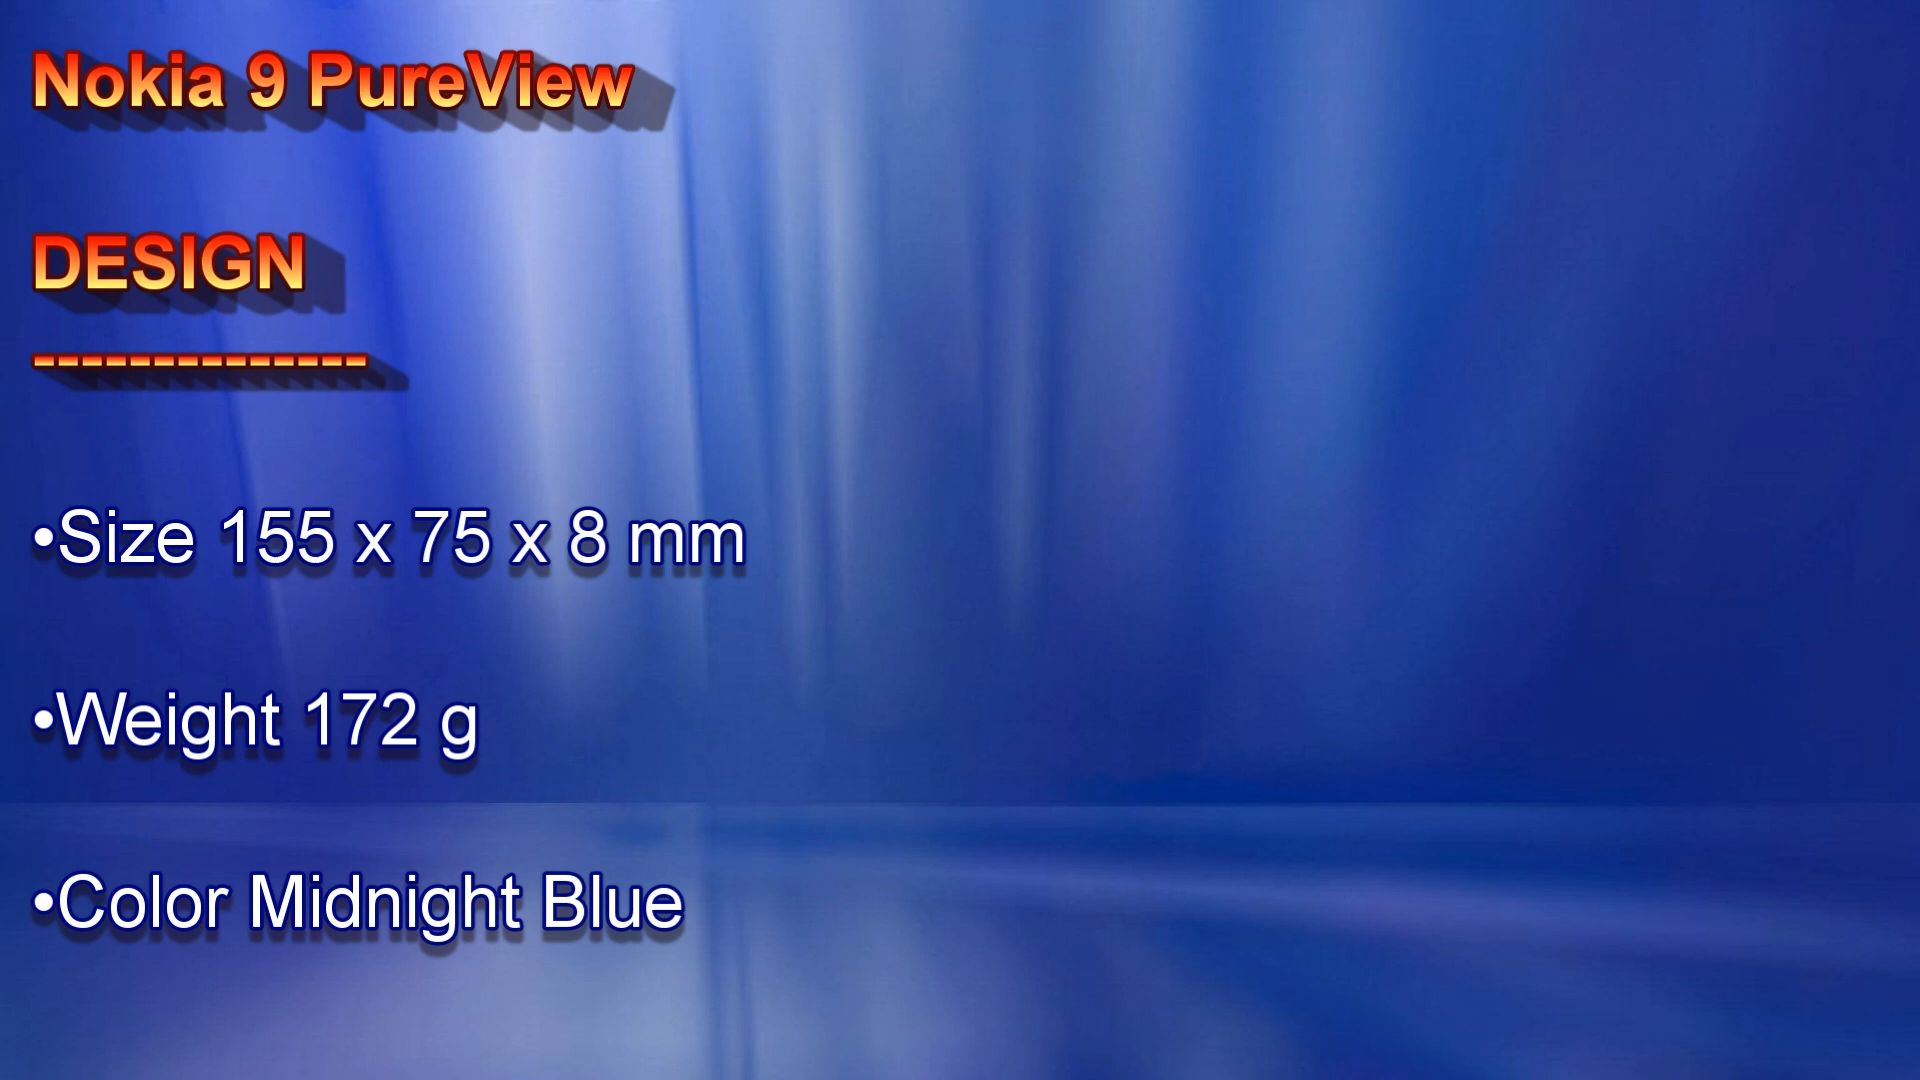 Nokia 9 PureView
DESIGN
--------------
•Size 155 x 75 x 8 mm
•Weight 172 g
•Color Midnight Blue